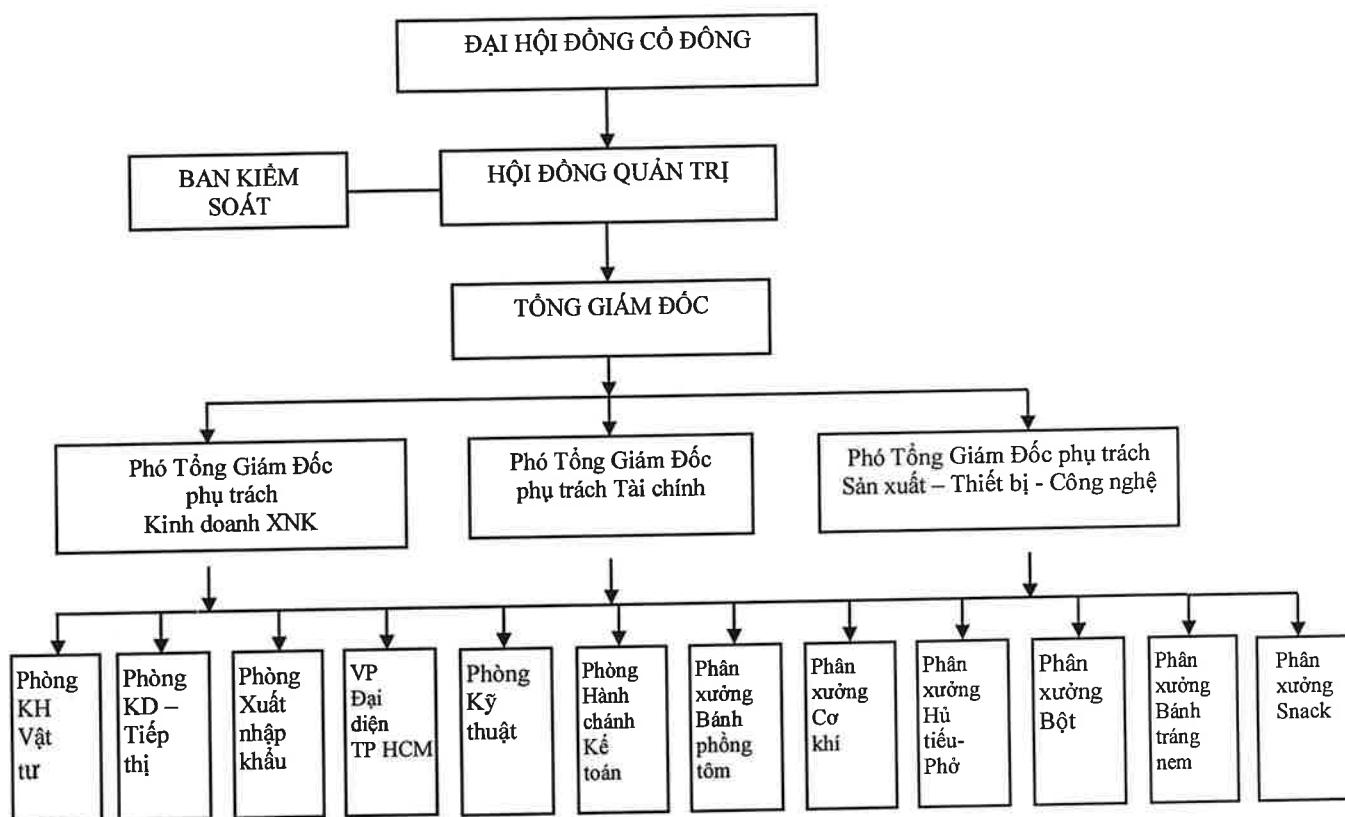 ĐẠI HỘI ĐỒNG CỔ ĐÔNG
BAN KIỂM
SOÁT
HỘI ĐỒNG QUẢN TRỊ
TỔNG GIÁM ĐỐC
Phó Tổng Giám Đốc
phụ trách
Kinh doanh XNK
Phó Tổng Giám Đốc
phụ trách Tài chính
Phó Tổng Giám Đốc phụ trách
Sản xuất – Thiết bị - Công nghệ
Phòng
KH
Vật
tư
Phòng
KD –
Tiếp
thị
Phòng
Xuất
nhập
khẩu
VP
Đại
diện
TP HCM
Phòng
Kỹ
thuật
Phòng
Hành
chánh
Kế
toán
Phân
xưởng
Bánh
phồng
tôm
Phân
xưởng
Cơ
khí
Phân
xưởng
Hủ
tiếu-
Phở
Phân
xưởng
Bột
Phân
xưởng
Bánh
tráng
nem
Phân
xưởng
Snack